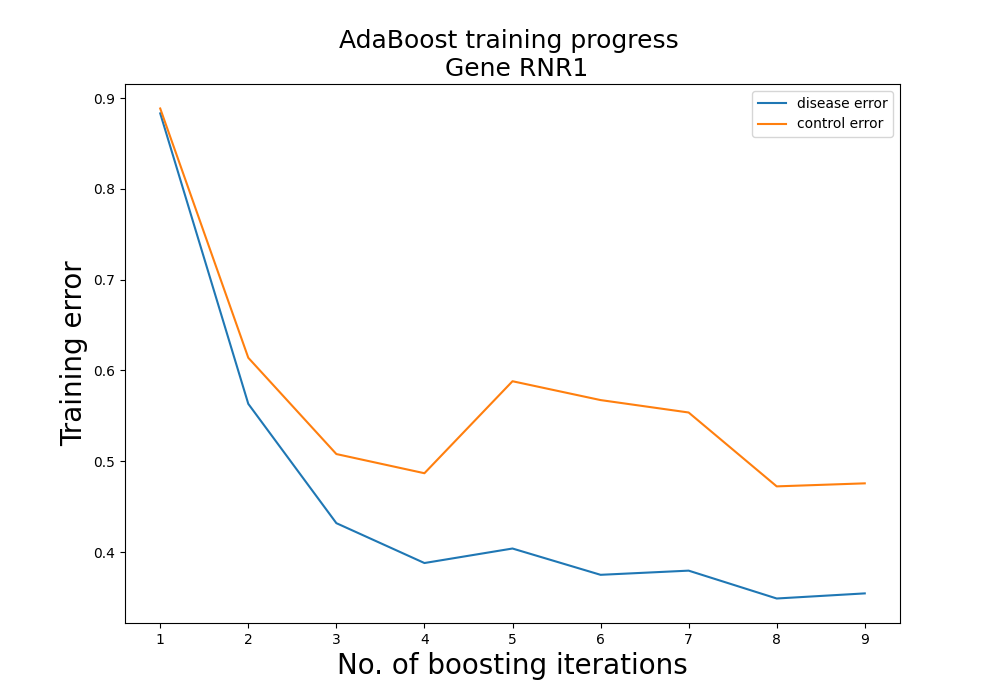 AdaBoost training progress
Gene RNR1
disease error
control error
Training error
0.9
0.8
0.7
0.6
0.5
0.4
1 2 3 4 5 6 7 8 9
No. of boosting iterations